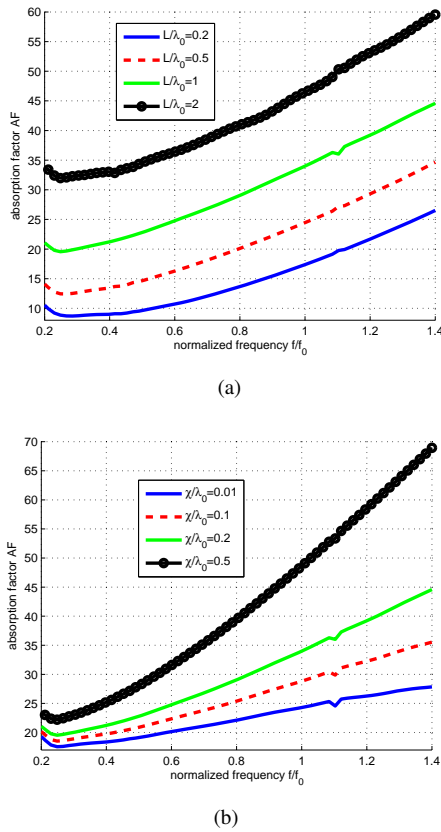 60
55
50
45
40
35
30
25
20
15
10
absorption factor AF
L/λ0=0.2
L/λ0=0.5
L/λ0=1
L/λ0=2
0.2 0.4 0.6 0.8 1 1.2 1.4
normalized frequency f/f0
(a)
70
65
60
55
50
45
40
35
30
25
20
absorption factor AF
χ/λ0=0.01
χ/λ0=0.1
χ/λ0=0.2
χ/λ0=0.5
0.2 0.4 0.6 0.8 1 1.2 1.4
normalized frequency f/f0
(b)